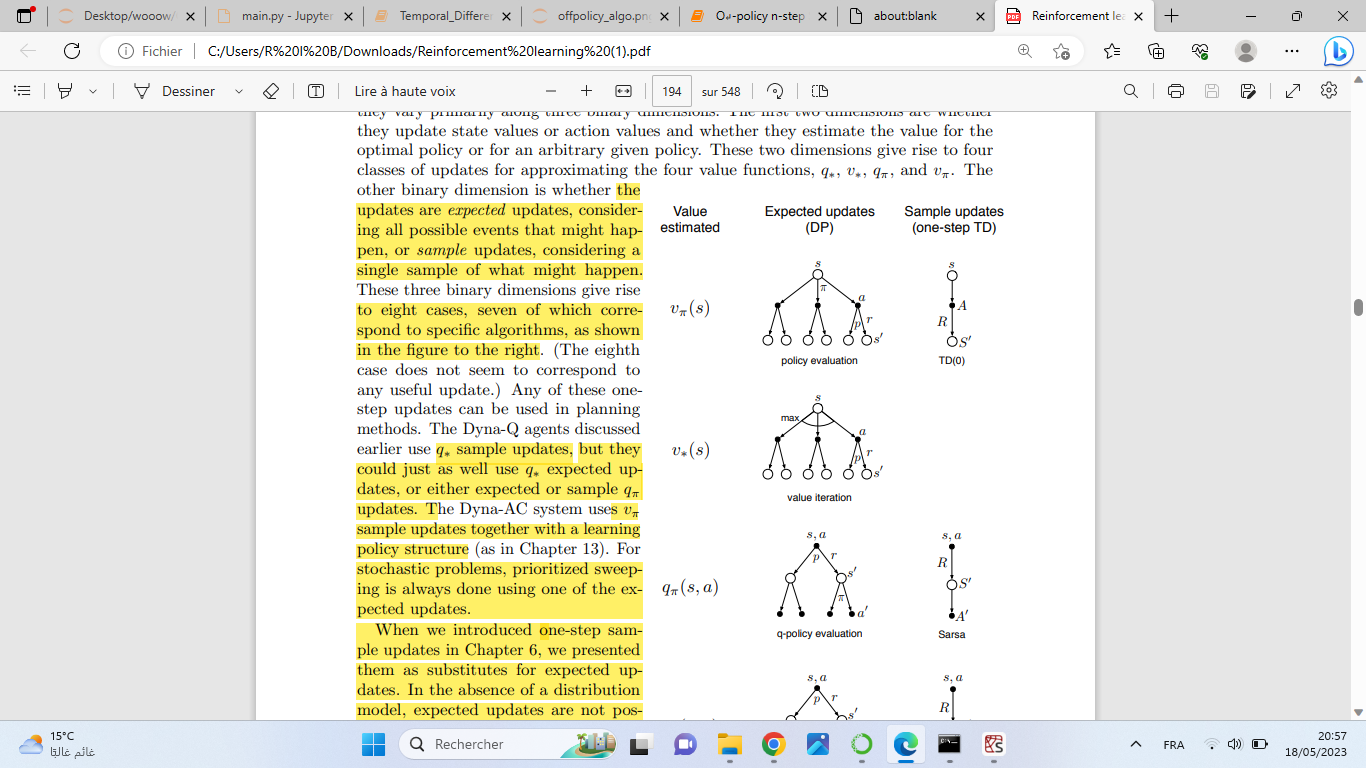 Desktop/wooow/
main.py - Jupyter
Temporal_Differe
offpolicy_algo.pn
-policy n-step
about:blank
Reinforcement lea
Fichier
C:/Users/R%20I%20B/Downloads/Reinforcement%20learning%20(1).pdf
Dessiner
Lire à haute voix
194
sur 548
they vary primarily along three binary dimensions. The first two dimensions are whether
they update state values or action values and whether they estimate the value for the
optimal policy or for an arbitrary given policy. These two dimensions give rise to four
classes of updates for approximating the four value functions, q∗, v∗, qπ, and vπ. The
other binary dimension is whether the
updates are expected updates, consider-
ing all possible events that might hap-
pen, or sample updates, considering a
single sample of what might happen.
These three binary dimensions give rise
to eight cases, seven of which corre-
spond to specific algorithms, as shown
in the figure to the right. (The eighth
case does not seem to correspond to
any useful update.) Any of these one-
step updates can be used in planning
methods. The Dyna-Q agents discussed
earlier use q∗ sample updates, but they
could just as well use q∗ expected up-
dates, or either expected or sample qπ
updates. The Dyna-AC system uses vπ
sample updates together with a learning
policy structure (as in Chapter 13). For
stochastic problems, prioritized sweep-
ing is always done using one of the ex-
pected updates.
When we introduced one-step sam-
ple updates in Chapter 6, we presented
them as substitutes for expected up-
dates. In the absence of a distribution
model, expected updates are not pos-
Value
estimated
Expected updates
(DP)
Sample updates
(one-step TD)
vπ(s)
s
π
a
p
r
s′
policy evaluation
s
A
R
S′
TD(0)
v∗(s)
s
max
a
p
r
s′
value iteration
qπ(s, a)
s, a
p
r
s′
π
a′
q-policy evaluation
s, a
R
S′
A′
Sarsa
s, a
p
r
s′
s, a
R
15°C
غائم غالبًا
Rechercher
FRA
20:57
18/05/2023